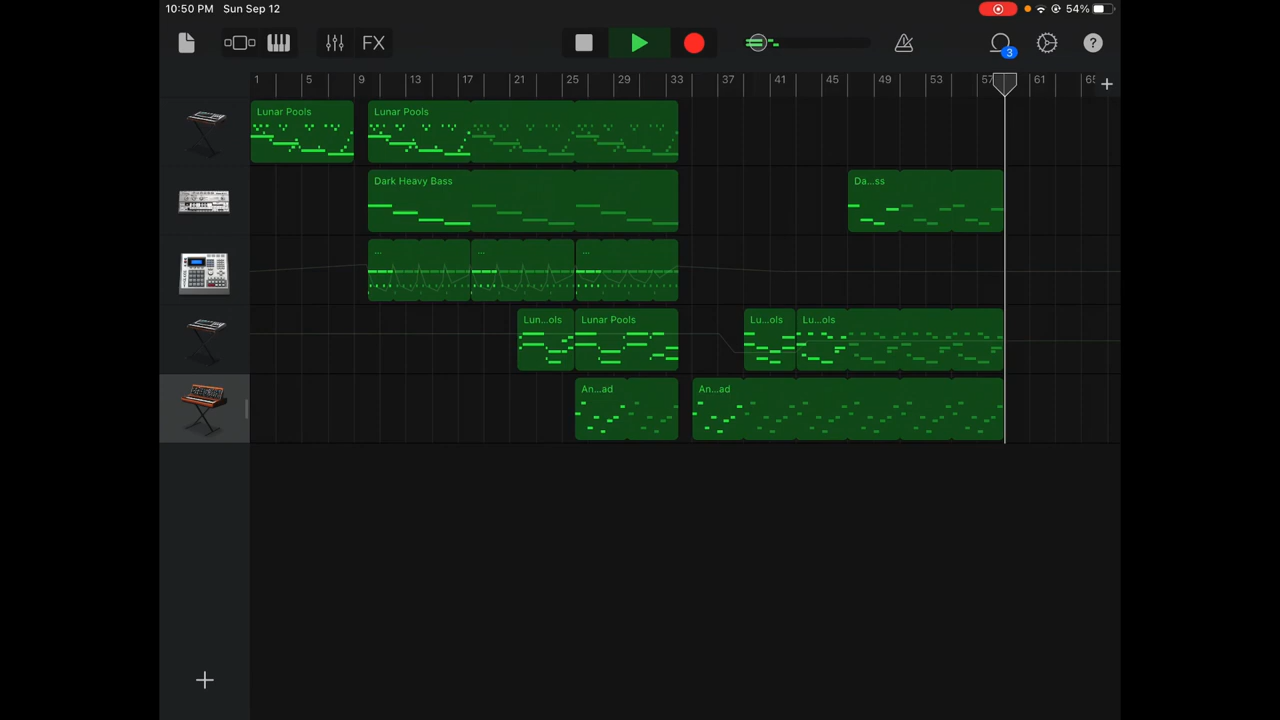 10:50 PM Sun Sep 12 54%
FX ? 3
1 5 9 13 17 21 25 29 33 37 41 45 49 53 57 61 65 +
Lunar Pools Lunar Pools
Dark Heavy Bass Da...ss
... ... ...
Lun...ols Lunar Pools Lu...ols Lu...ols
An...ad An...ad
+